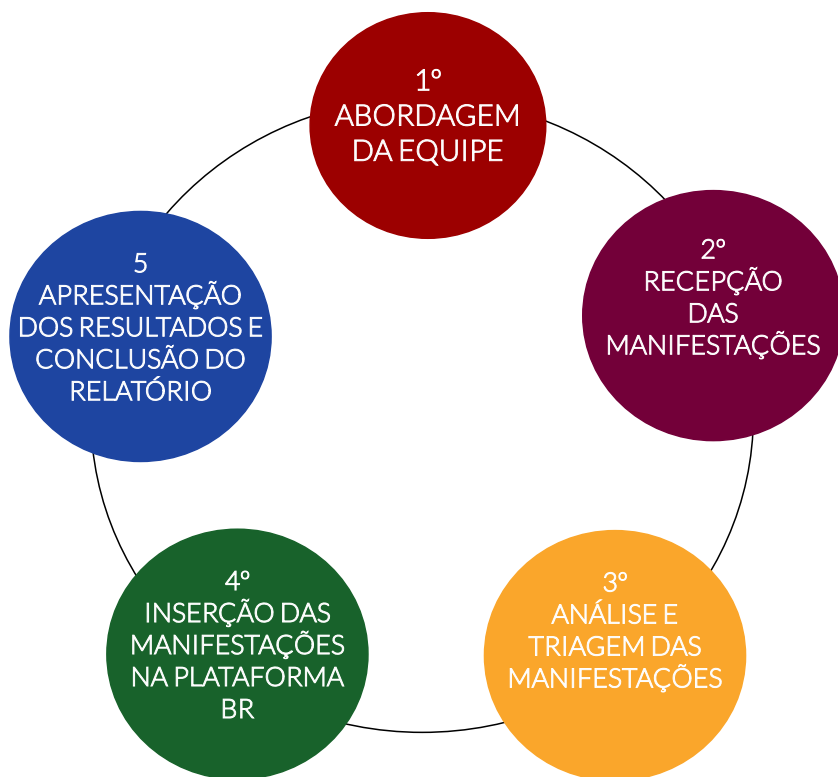 1º
ABORDAGEM
DA EQUIPE
2º
RECEPÇÃO
DAS
MANIFESTAÇÕES
3º
ANÁLISE E
TRIAGEM DAS
MANIFESTAÇÕES
4º
INSERÇÃO DAS
MANIFESTAÇÕES
NA PLATAFORMA
BR
5
APRESENTAÇÃO
DOS RESULTADOS E
CONCLUSÃO DO
RELATÓRIO